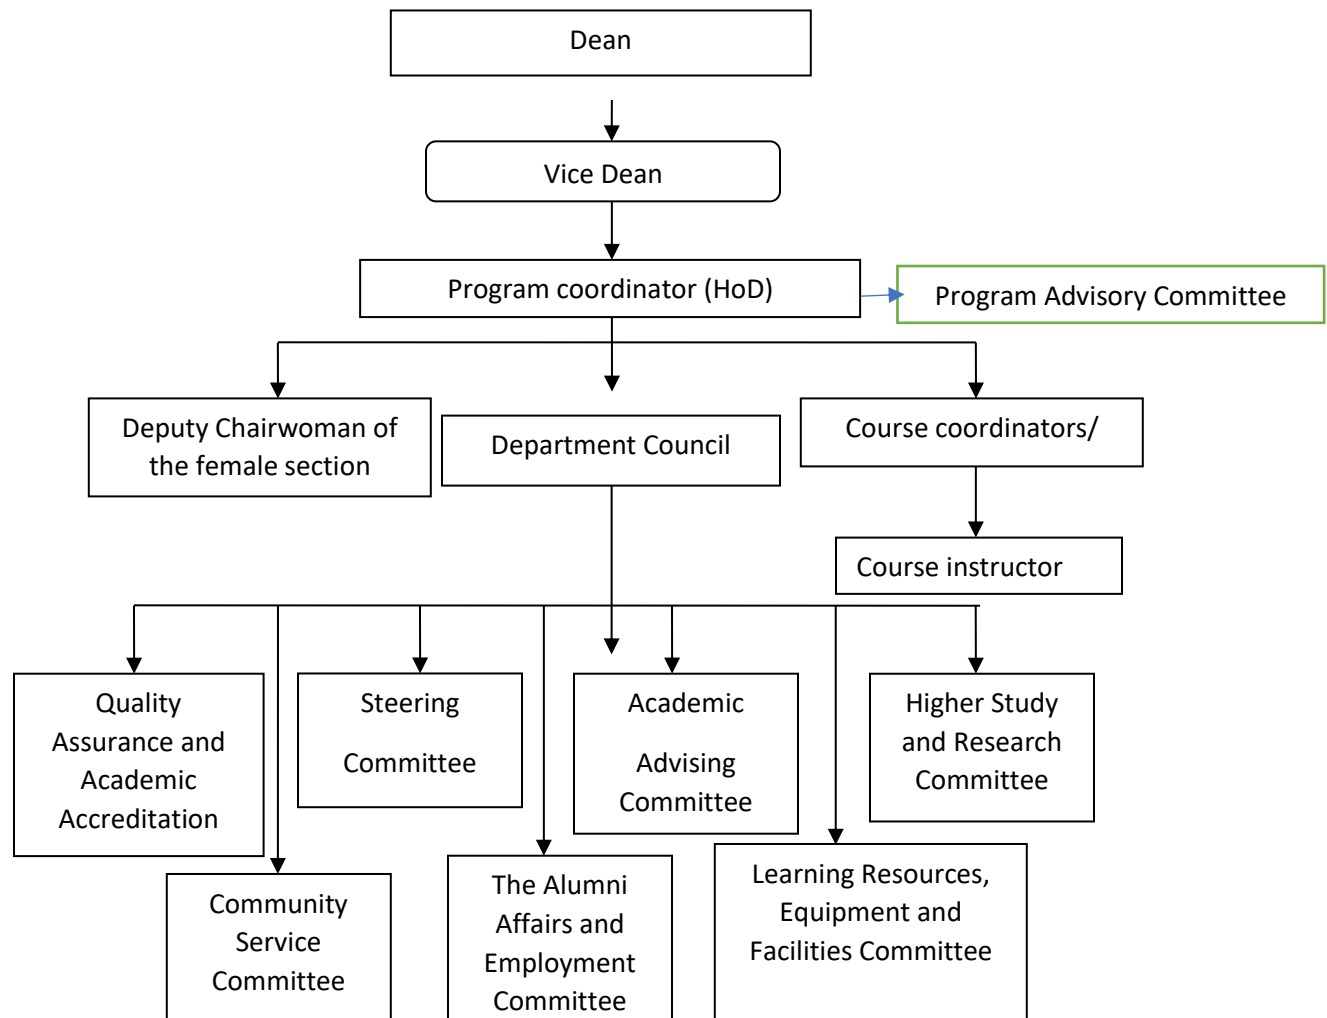 Dean
Vice Dean
Program coordinator (HoD)
Program Advisory Committee
Deputy Chairwoman of
the female section
Department Council
Course coordinators/
Course instructor
Quality
Assurance and
Academic
Accreditation
Steering
Committee
Academic
Advising
Committee
Higher Study
and Research
Committee
Community
Service
Committee
The Alumni
Affairs and
Employment
Committee
Learning Resources,
Equipment and
Facilities Committee